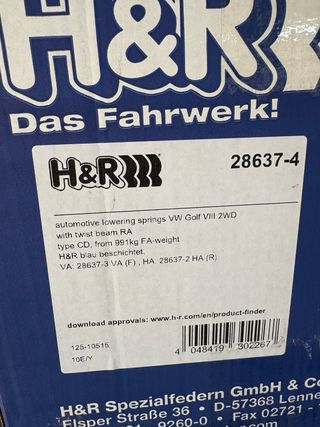 H&R
Das Fahrwerk!
H&R 28637-4
automotive lowering springs VW Golf VIII 2WD
with twist beam RA
type CD, from 991kg FA-weight
H&R blau beschichtet.
VA: 28637-3 VA (F) , HA: 28637-2 HA (R)
download approvals: www.h-r.com/en/product-finder
125-10515
10E/Y
4 048419 302267
H&R Spezialfedern GmbH & Co
Elsper Straße 36 • D-57368 Lenne
9260-0 • Fax 02721 -